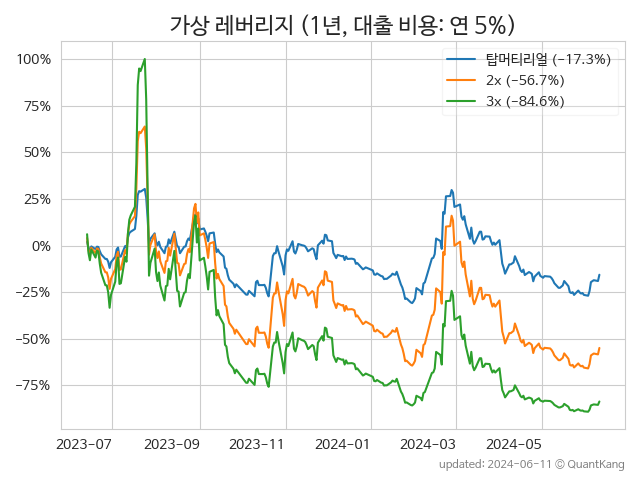 가상 레버리지 (1년, 대출 비용: 연 5%)
탑머티리얼 (−17.3%)
2x (−56.7%)
3x (−84.6%)
100%
75%
50%
25%
0%
−25%
−50%
−75%
2023-07 2023-09 2023-11 2024-01 2024-03 2024-05
updated: 2024-06-11 © QuantKang